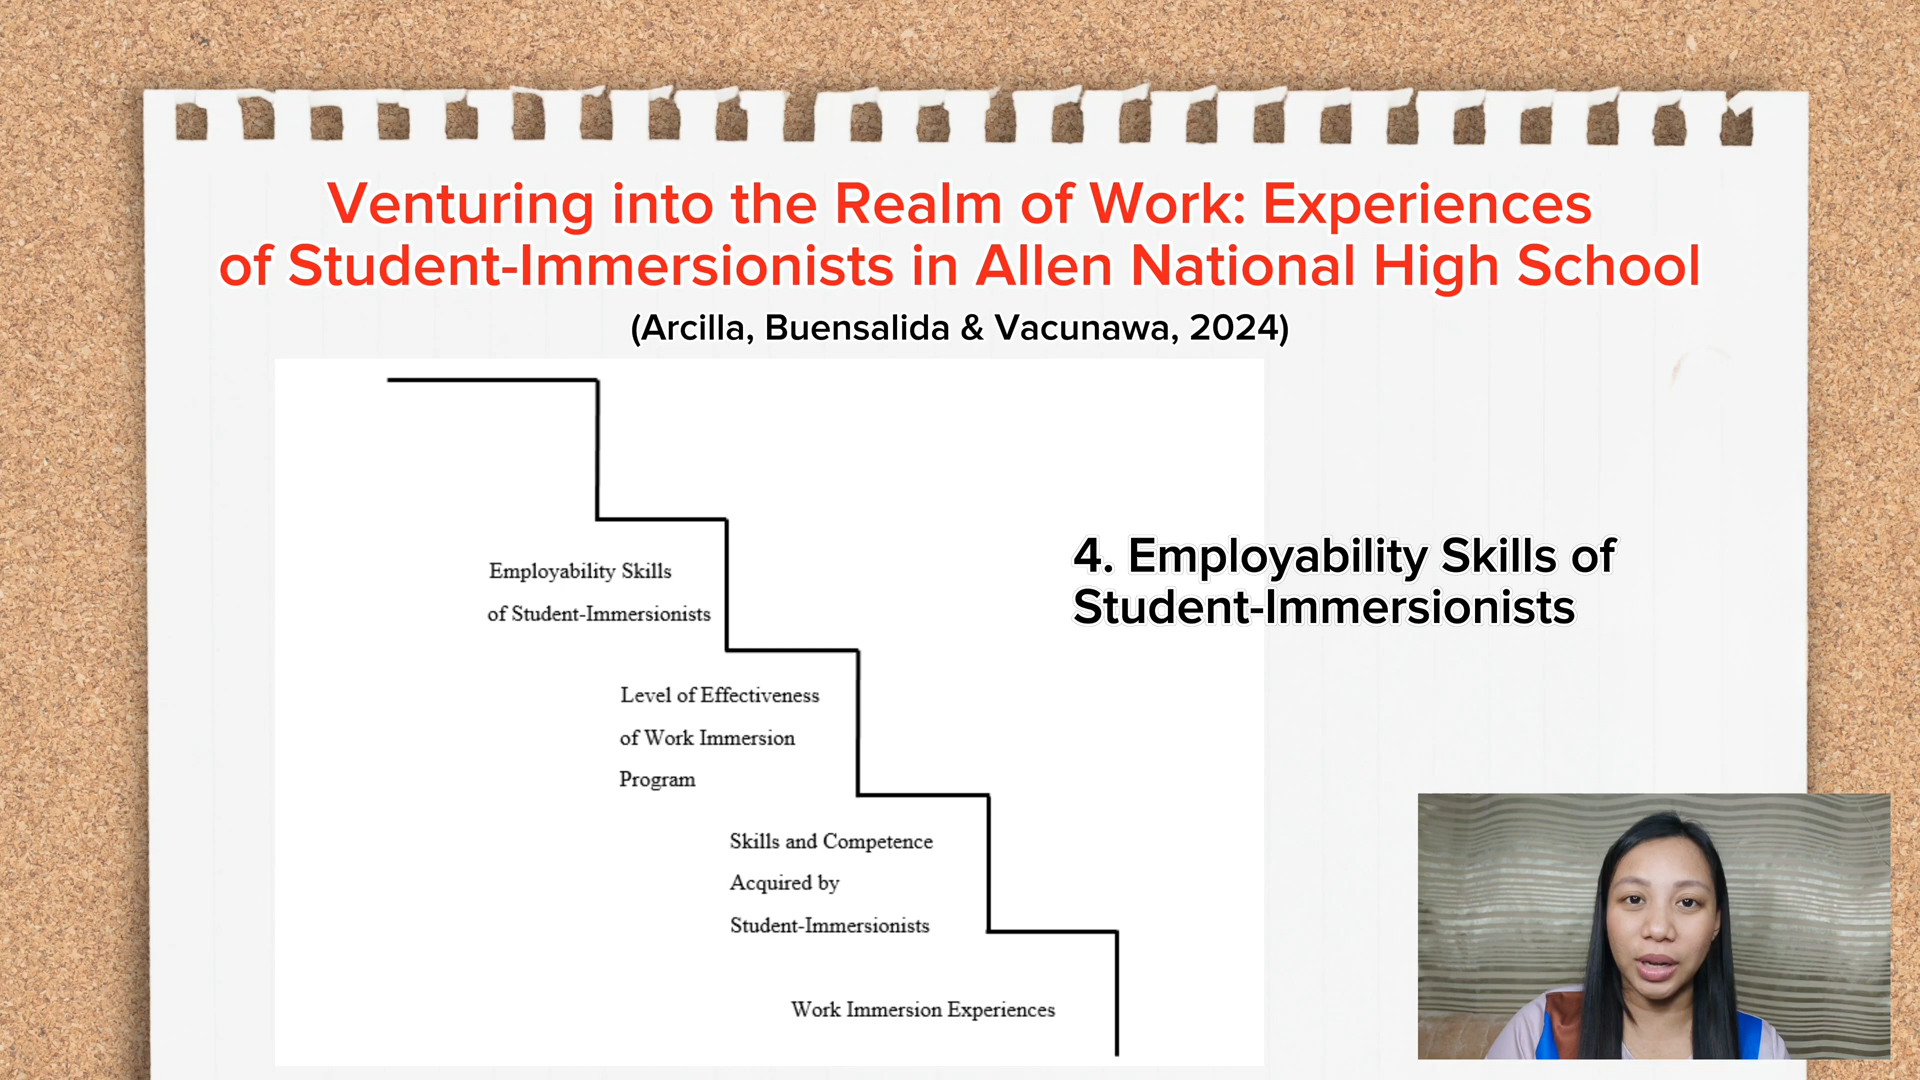 Venturing into the Realm of Work: Experiences
of Student-Immersionists in Allen National High School
(Arcilla, Buensalida & Vacunawa, 2024)
Employability Skills
of Student-Immersionists
4. Employability Skills of
Student-Immersionists
Level of Effectiveness
of Work Immersion
Program
Skills and Competence
Acquired by
Student-Immersionists
Work Immersion Experiences